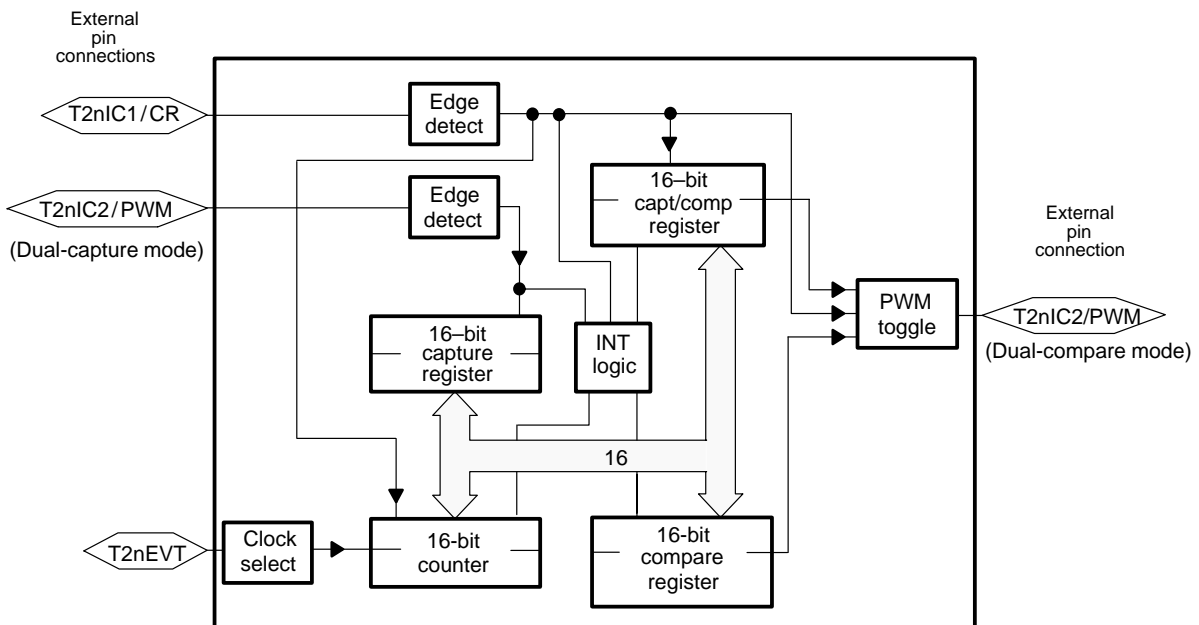 External
pin
connections
T2nIC1/CR
Edge
detect
16–bit
capt/comp
register
T2nIC2/PWM
(Dual-capture mode)
Edge
detect
External
pin
connection
PWM
toggle
T2nIC2/PWM
(Dual-compare mode)
16–bit
capture
register
INT
logic
16
T2nEVT
Clock
select
16-bit
counter
16-bit
compare
register